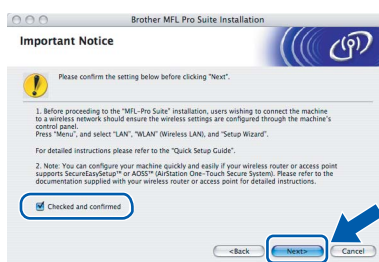 Brother MFL Pro Suite Installation
Important Notice
Please confirm the setting below before clicking "Next".
1. Before proceeding to the "MFL-Pro Suite" installation, users wishing to connect the machine
to a wireless network should ensure the wireless settings are configured through the machine's
control panel.
Press "Menu", and select "LAN", "WLAN" (Wireless LAN), and "Setup Wizard".
For detailed instructions please refer to the "Quick Setup Guide".
2. Note: You can configure your machine quickly and easily if your wireless router or access point
supports SecureEasySetup™ or AOSS™ (AirStation One-Touch Secure System). Please refer to the
documentation supplied with your wireless router or access point for detailed instructions.
Checked and confirmed
<Back Next> Cancel